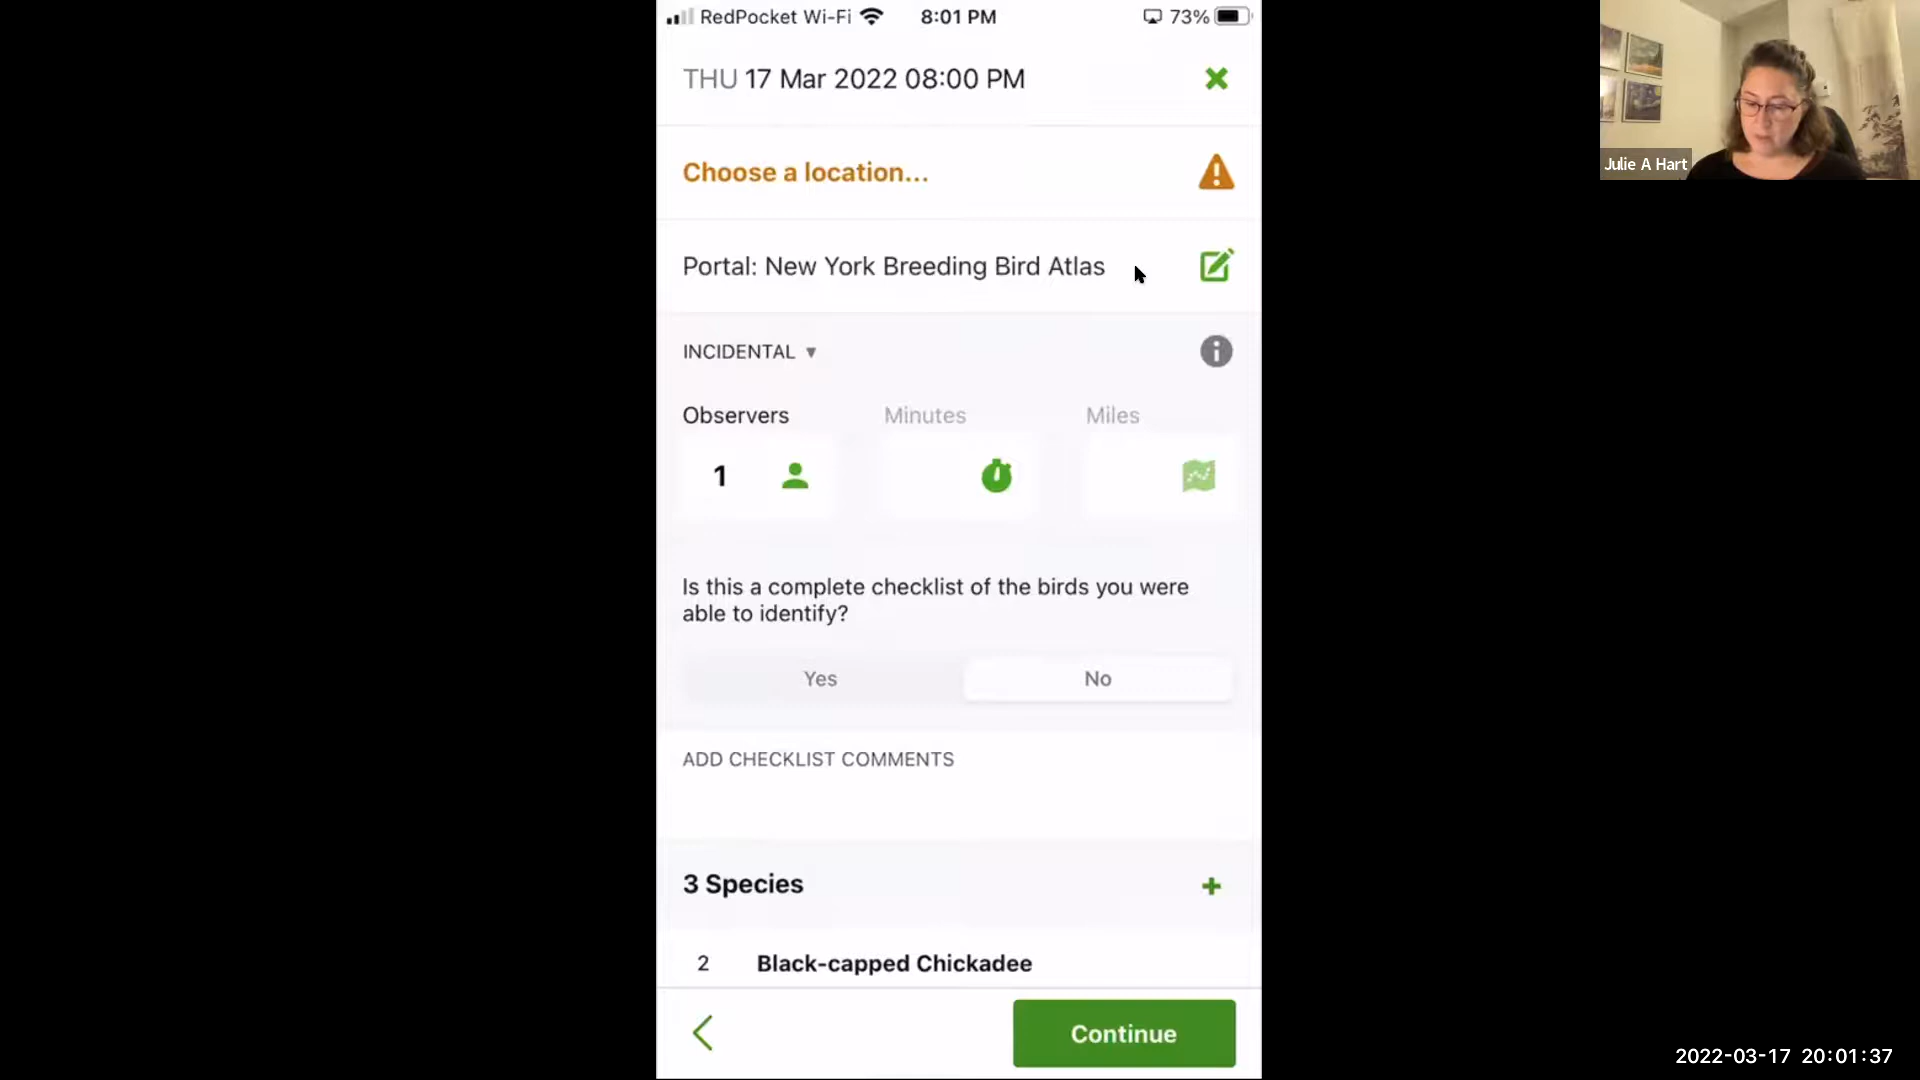 RedPocket Wi-Fi 8:01 PM 73%
THU 17 Mar 2022 08:00 PM
Choose a location...
Portal: New York Breeding Bird Atlas
INCIDENTAL ▼
Observers Minutes Miles
1
Is this a complete checklist of the birds you were
able to identify?
Yes No
ADD CHECKLIST COMMENTS
3 Species +
2 Black-capped Chickadee
Continue
Julie A Hart
2022-03-17 20:01:37